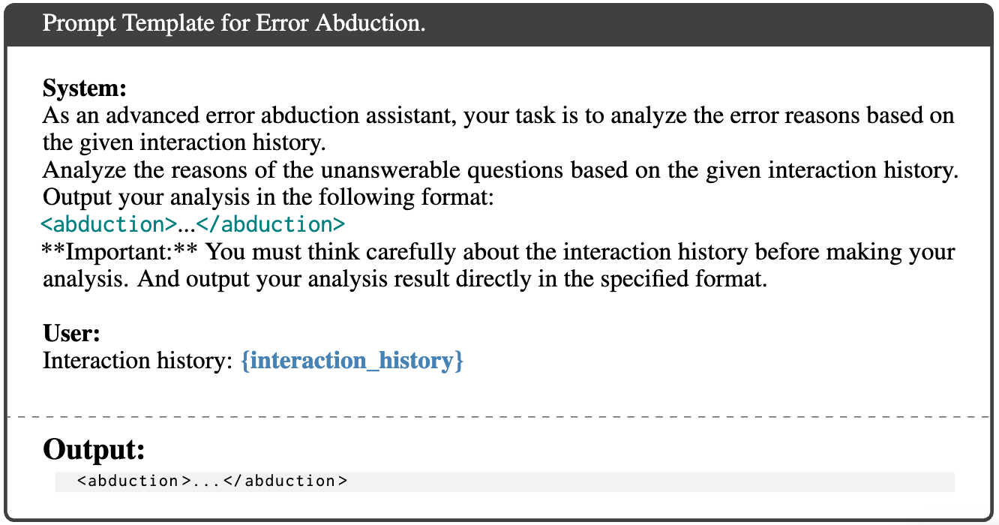 Prompt Template for Error Abduction.
System:
As an advanced error abduction assistant, your task is to analyze the error reasons based on
the given interaction history.
Analyze the reasons of the unanswerable questions based on the given interaction history.
Output your analysis in the following format:
<abduction>...</abduction>
**Important:** You must think carefully about the interaction history before making your
analysis. And output your analysis result directly in the specified format.
User:
Interaction history: {interaction_history}
Output:
<abduction>...</abduction>